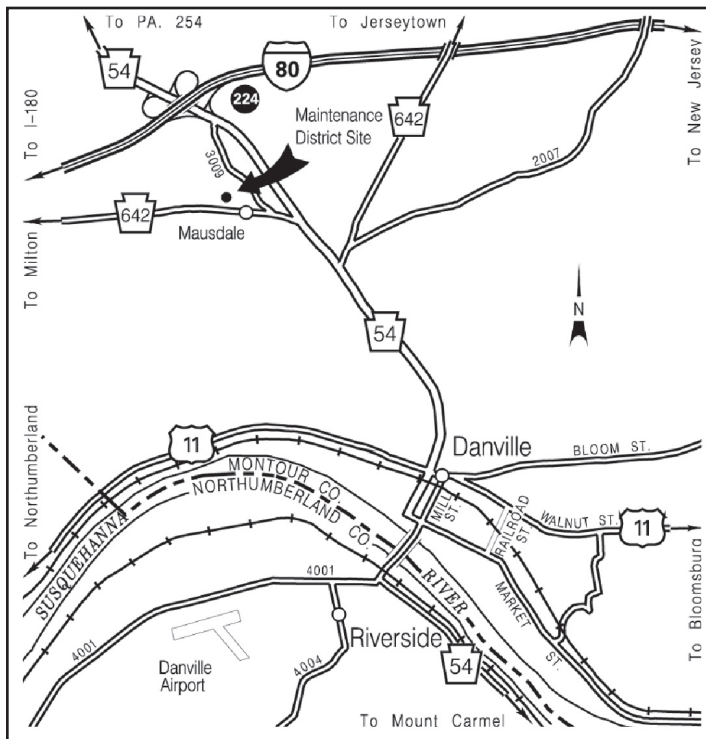 To PA. 254
To Jerseytown
54
80
224
Maintenance
District Site
642
To New Jersey
To I-180
3009
2007
642
Mausdale
To Milton
N
54
11
Danville
BLOOM ST.
To Northumberland
MONTOUR CO.
NORTHUMBERLAND CO.
MILL
ST.
RAILROAD
ST.
WALNUT ST.
11
SUSQUEHANNA
RIVER
4001
MARKET
ST.
To Bloomsburg
Riverside
4001
Danville
Airport
4004
54
To Mount Carmel